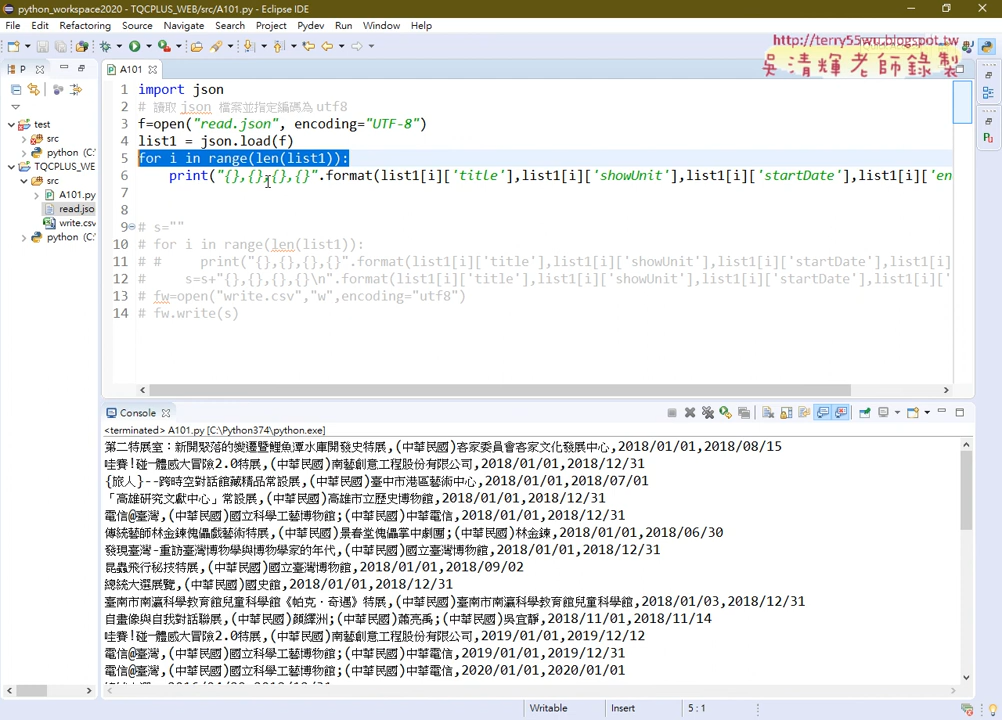 python_workspace2020 - TQCPLUS_WEB/src/A101.py - Eclipse IDE
File Edit Refactoring Source Navigate Search Project Pydev Run Window Help
http://terry55wu.blogspot.tw
吳清輝老師錄製
P
A101
test
src
python (C:
TQCPLUS_WE
src
A101.py
read.jso
write.csv
python (C:
1 import json
2 # 讀取 json 檔案並指定編碼為 utf8
3 f=open("read.json", encoding="UTF-8")
4 list1 = json.load(f)
5 for i in range(len(list1)):
6 print("{},{},{},{}".format(list1[i]['title'],list1[i]['showUnit'],list1[i]['startDate'],list1[i]['en
7
8
9 # s=""
10 # for i in range(len(list1)):
11 # # print("{},{},{},{}".format(list1[i]['title'],list1[i]['showUnit'],list1[i]['startDate'],list1[i]
12 # s=s+"{},{},{},{}\n".format(list1[i]['title'],list1[i]['showUnit'],list1[i]['startDate'],list1[i]['
13 # fw=open("write.csv","w",encoding="utf8")
14 # fw.write(s)
Console
<terminated> A101.py [C:\Python374\python.exe]
第二特展室：新開聚落的變遷暨鯉魚潭水庫開發史特展,(中華民國)客家委員會客家文化發展中心,2018/01/01,2018/08/15
哇賽!碰一體感大冒險2.0特展,(中華民國)南藝創意工程股份有限公司,2018/01/01,2018/12/31
{旅人}--跨時空對話館藏精品常設展,(中華民國)臺中市港區藝術中心,2018/01/01,2018/07/01
「高雄研究文獻中心」常設展,(中華民國)高雄市立歷史博物館,2018/01/01,2018/12/31
電信@臺灣,(中華民國)國立科學工藝博物館;(中華民國)中華電信,2018/01/01,2018/12/31
傳統藝師林金鍊傀儡戲藝術特展,(中華民國)景春堂傀儡掌中劇團;(中華民國)林金鍊,2018/01/01,2018/06/30
發現臺灣-重訪臺灣博物學與博物學家的年代,(中華民國)國立臺灣博物館,2018/01/01,2018/12/31
昆蟲飛行秘技特展,(中華民國)國立臺灣博物館,2018/01/01,2018/09/02
總統大選展覽,(中華民國)國史館,2018/01/01,2018/12/31
臺南市南瀛科學教育館兒童科學館《帕克．奇遇》特展,(中華民國)臺南市南瀛科學教育館,2018/01/03,2018/12/31
自畫像與自我對話聯展,(中華民國)顏繹洲;(中華民國)蕭亮禹;(中華民國)吳宜靜,2018/11/01,2018/11/14
哇賽!碰一體感大冒險2.0特展,(中華民國)南藝創意工程股份有限公司,2019/01/01,2019/12/12
電信@臺灣,(中華民國)國立科學工藝博物館;(中華民國)中華電信,2019/01/01,2019/12/31
電信@臺灣,(中華民國)國立科學工藝博物館;(中華民國)中華電信,2020/01/01,2020/01/01
Writable Insert 5 : 1